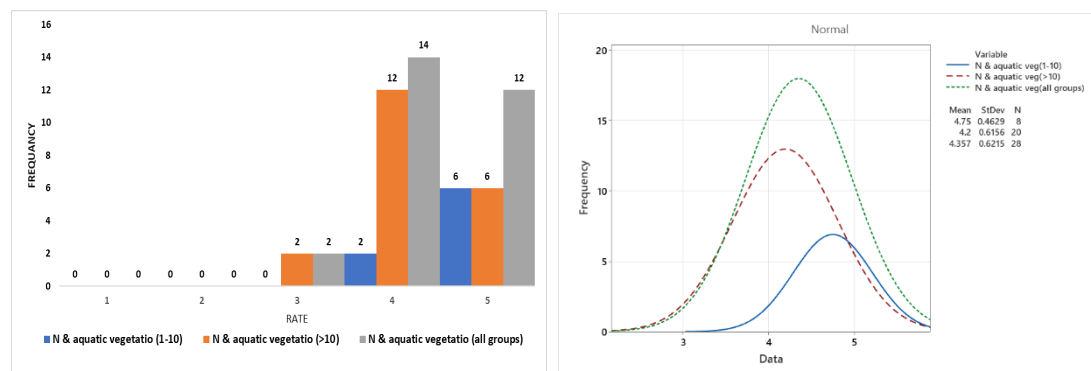 16
14
12
10
8
6
4
2
0
FREQUANCY
0 0 0 0 0 0 0 2 2 2 12 14 6 6 12
1 2 3 4 5
RATE
N & aquatic vegetatio (1-10) N & aquatic vegetatio (>10) N & aquatic vegetatio (all groups)
Normal
20
15
10
5
0
Frequency
3 4 5
Data
Variable
N & aquatic veg(1-10)
N & aquatic veg(>10)
N & aquatic veg(all groups)
Mean StDev N
4.75 0.4629 8
4.2 0.6156 20
4.357 0.6215 28